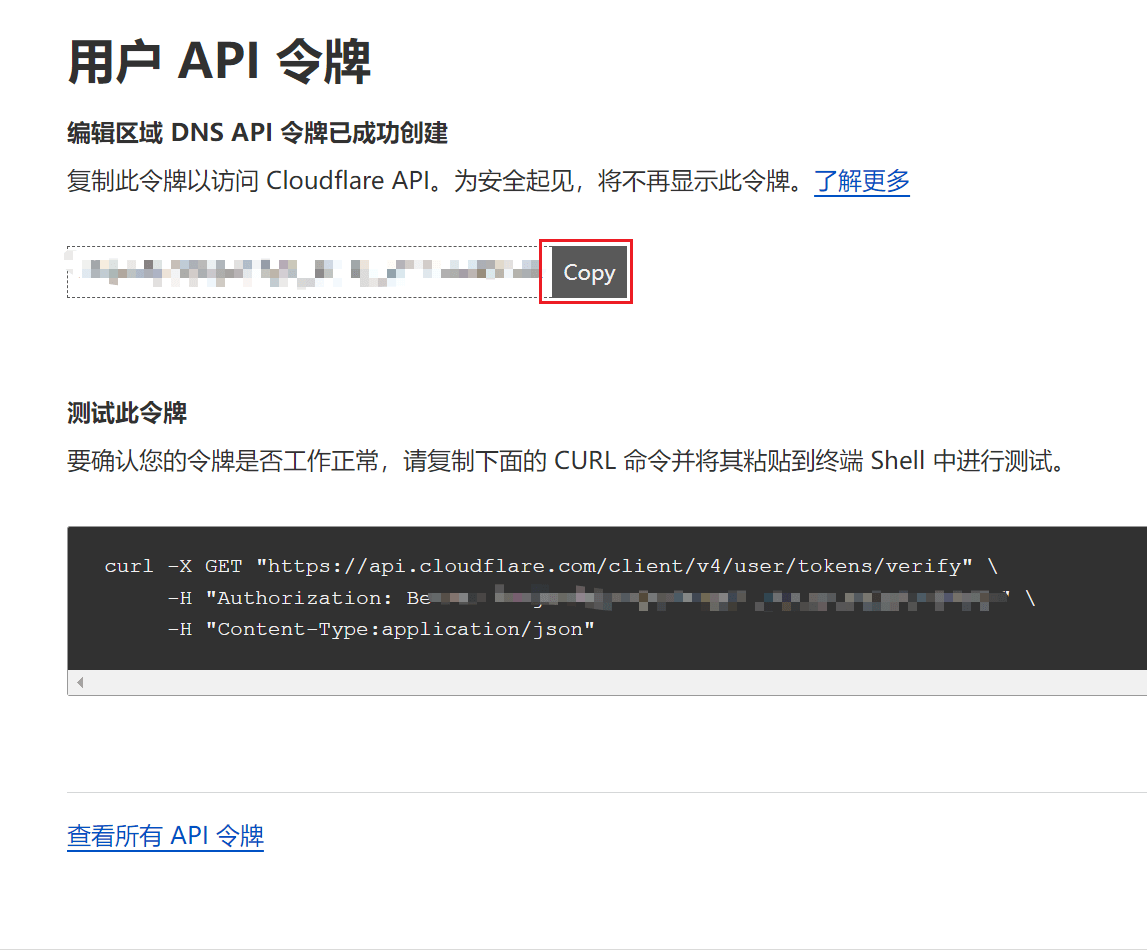 用户 API 令牌
编辑区域 DNS API 令牌已成功创建
复制此令牌以访问 Cloudflare API。为安全起见，将不再显示此令牌。了解更多
Copy
测试此令牌
要确认您的令牌是否工作正常，请复制下面的 CURL 命令并将其粘贴到终端 Shell 中进行测试。
curl -X GET "https://api.cloudflare.com/client/v4/user/tokens/verify" \
-H "Authorization: Be " \
-H "Content-Type:application/json"
查看所有 API 令牌